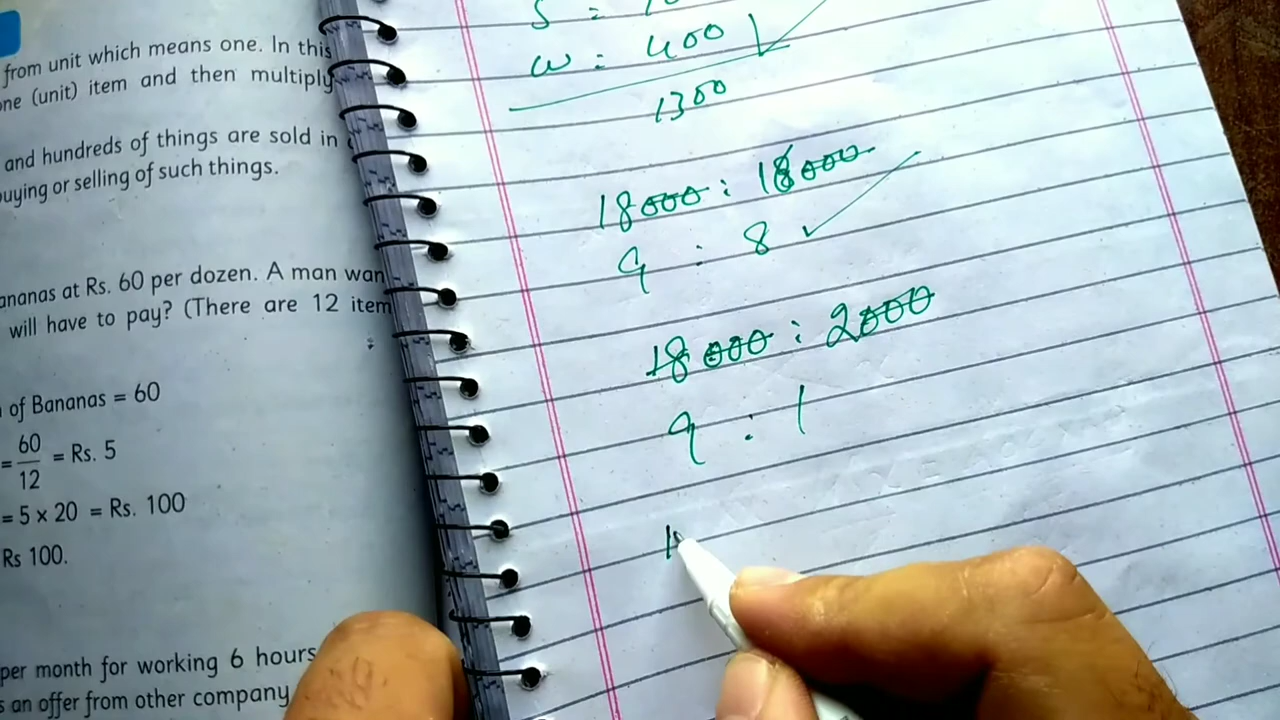 from unit which means one. In this
one (unit) item and then multiply
and hundreds of things are sold in
buying or selling of such things.
ananas at Rs. 60 per dozen. A man wan
will have to pay? (There are 12 item
of Bananas = 60
= 60/12 = Rs. 5
= 5 x 20 = Rs. 100
Rs 100.
per month for working 6 hours
an offer from other company
S :
w : 400
1300
18000 : 16000
9 : 8
18000 : 2000
9 : 1